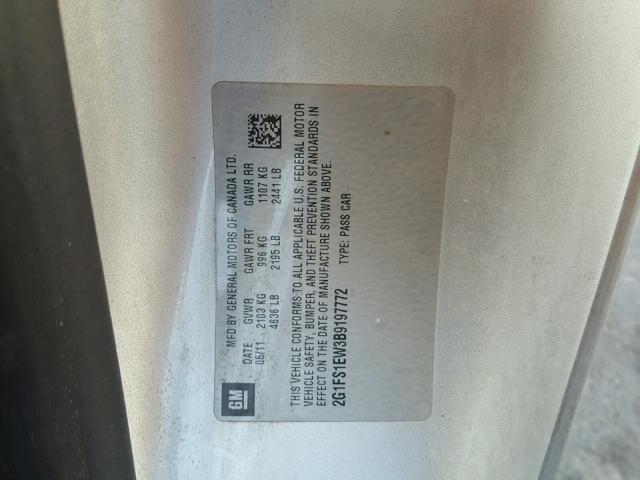 GM
MFD BY GENERAL MOTORS OF CANADA LTD.
DATE GVWR GAWR FRT GAWR RR
05/11 2103 KG 996 KG 1107 KG
4636 LB 2195 LB 2441 LB
THIS VEHICLE CONFORMS TO ALL APPLICABLE U.S. FEDERAL MOTOR
VEHICLE SAFETY, BUMPER, AND THEFT PREVENTION STANDARDS IN
EFFECT ON THE DATE OF MANUFACTURE SHOWN ABOVE.
2G1FS1EW3B9197772 TYPE: PASS CAR